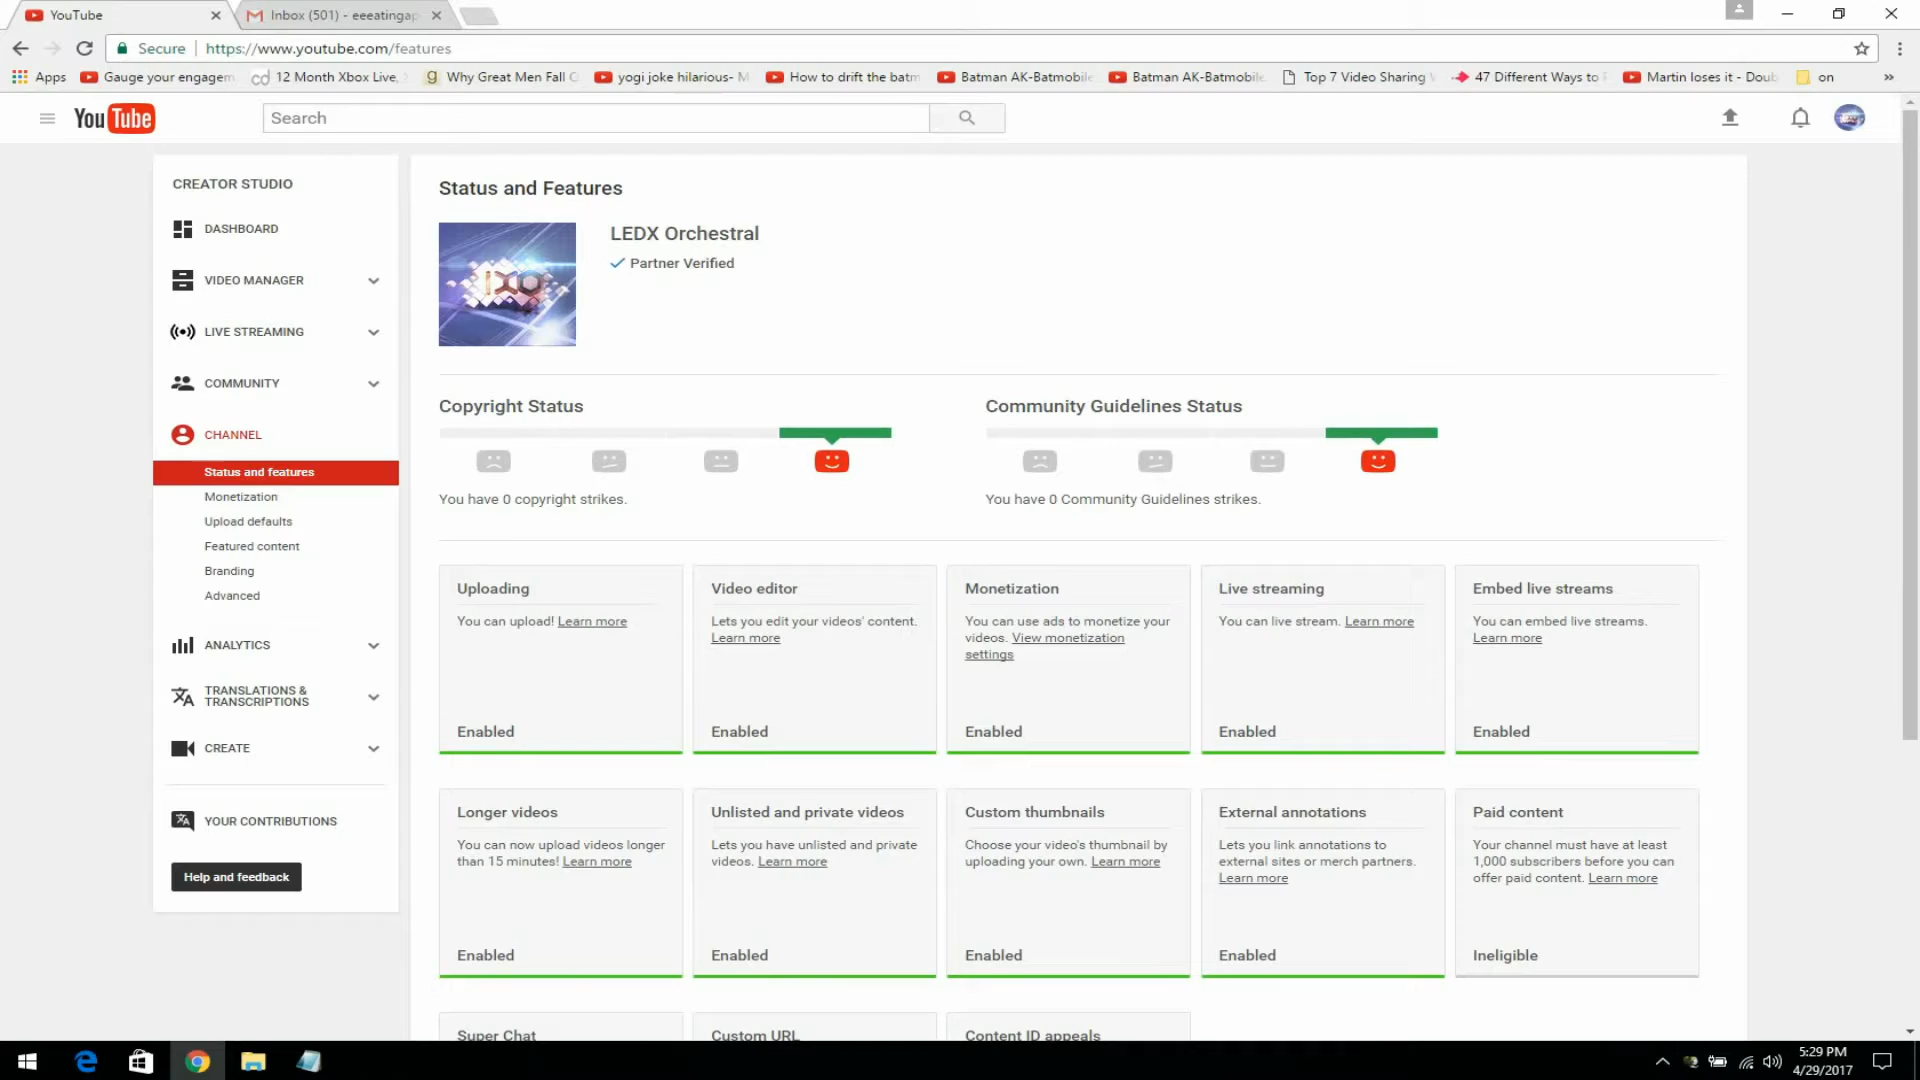 YouTube
Inbox (501) - eeeatingap
Secure
https://www.youtube.com/features
Apps
Gauge your engagem
12 Month Xbox Live,
Why Great Men Fall
yogi joke hilarious- M
How to drift the batm
Batman AK-Batmobile
Batman AK-Batmobile
Top 7 Video Sharing
47 Different Ways to
Martin loses it - Doub
on
»
YouTube
Search
CREATOR STUDIO
DASHBOARD
VIDEO MANAGER
LIVE STREAMING
COMMUNITY
CHANNEL
Status and features
Monetization
Upload defaults
Featured content
Branding
Advanced
ANALYTICS
TRANSLATIONS &
TRANSCRIPTIONS
CREATE
YOUR CONTRIBUTIONS
Help and feedback
Status and Features
LEDX Orchestral
Partner Verified
Copyright Status
You have 0 copyright strikes.
Community Guidelines Status
You have 0 Community Guidelines strikes.
Uploading
You can upload! Learn more
Enabled
Video editor
Lets you edit your videos' content.
Learn more
Enabled
Monetization
You can use ads to monetize your
videos. View monetization
settings
Enabled
Live streaming
You can live stream. Learn more
Enabled
Embed live streams
You can embed live streams.
Learn more
Enabled
Longer videos
You can now upload videos longer
than 15 minutes! Learn more
Enabled
Unlisted and private videos
Lets you have unlisted and private
videos. Learn more
Enabled
Custom thumbnails
Choose your video's thumbnail by
uploading your own. Learn more
Enabled
External annotations
Lets you link annotations to
external sites or merch partners.
Learn more
Enabled
Paid content
Your channel must have at least
1,000 subscribers before you can
offer paid content. Learn more
Ineligible
Super Chat
Custom URL
Content ID appeals
5:29 PM
4/29/2017